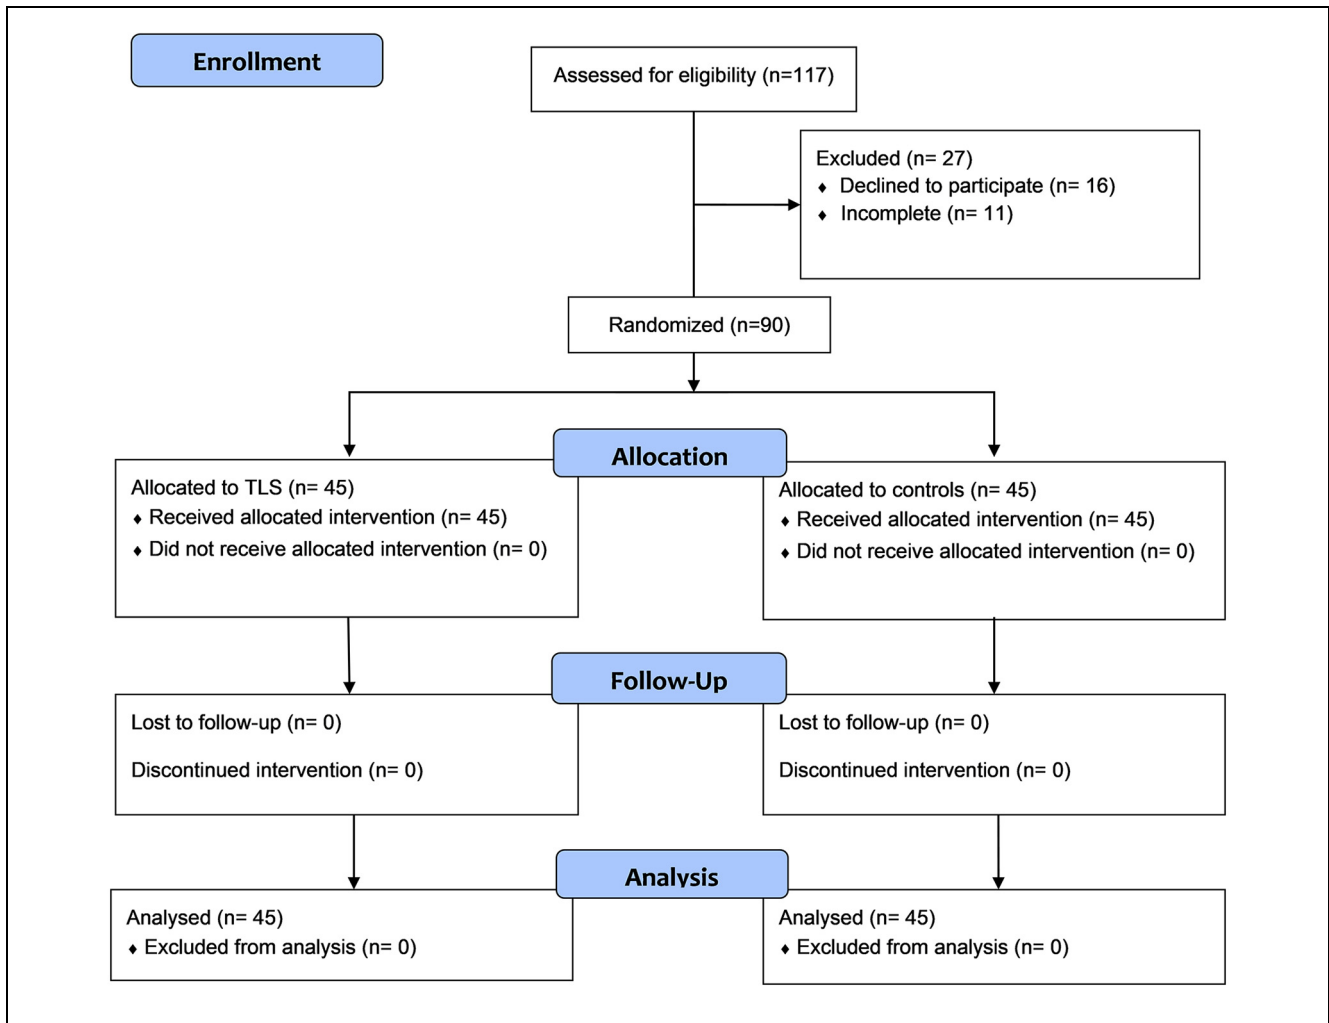 Enrollment
Assessed for eligibility (n=117)
Excluded (n= 27)
♦ Declined to participate (n= 16)
♦ Incomplete (n= 11)
Randomized (n=90)
Allocation
Allocated to TLS (n= 45)
♦ Received allocated intervention (n= 45)
♦ Did not receive allocated intervention (n= 0)
Allocated to controls (n= 45)
♦ Received allocated intervention (n= 45)
♦ Did not receive allocated intervention (n= 0)
Follow-Up
Lost to follow-up (n= 0)
Discontinued intervention (n= 0)
Lost to follow-up (n= 0)
Discontinued intervention (n= 0)
Analysis
Analysed (n= 45)
♦ Excluded from analysis (n= 0)
Analysed (n= 45)
♦ Excluded from analysis (n= 0)